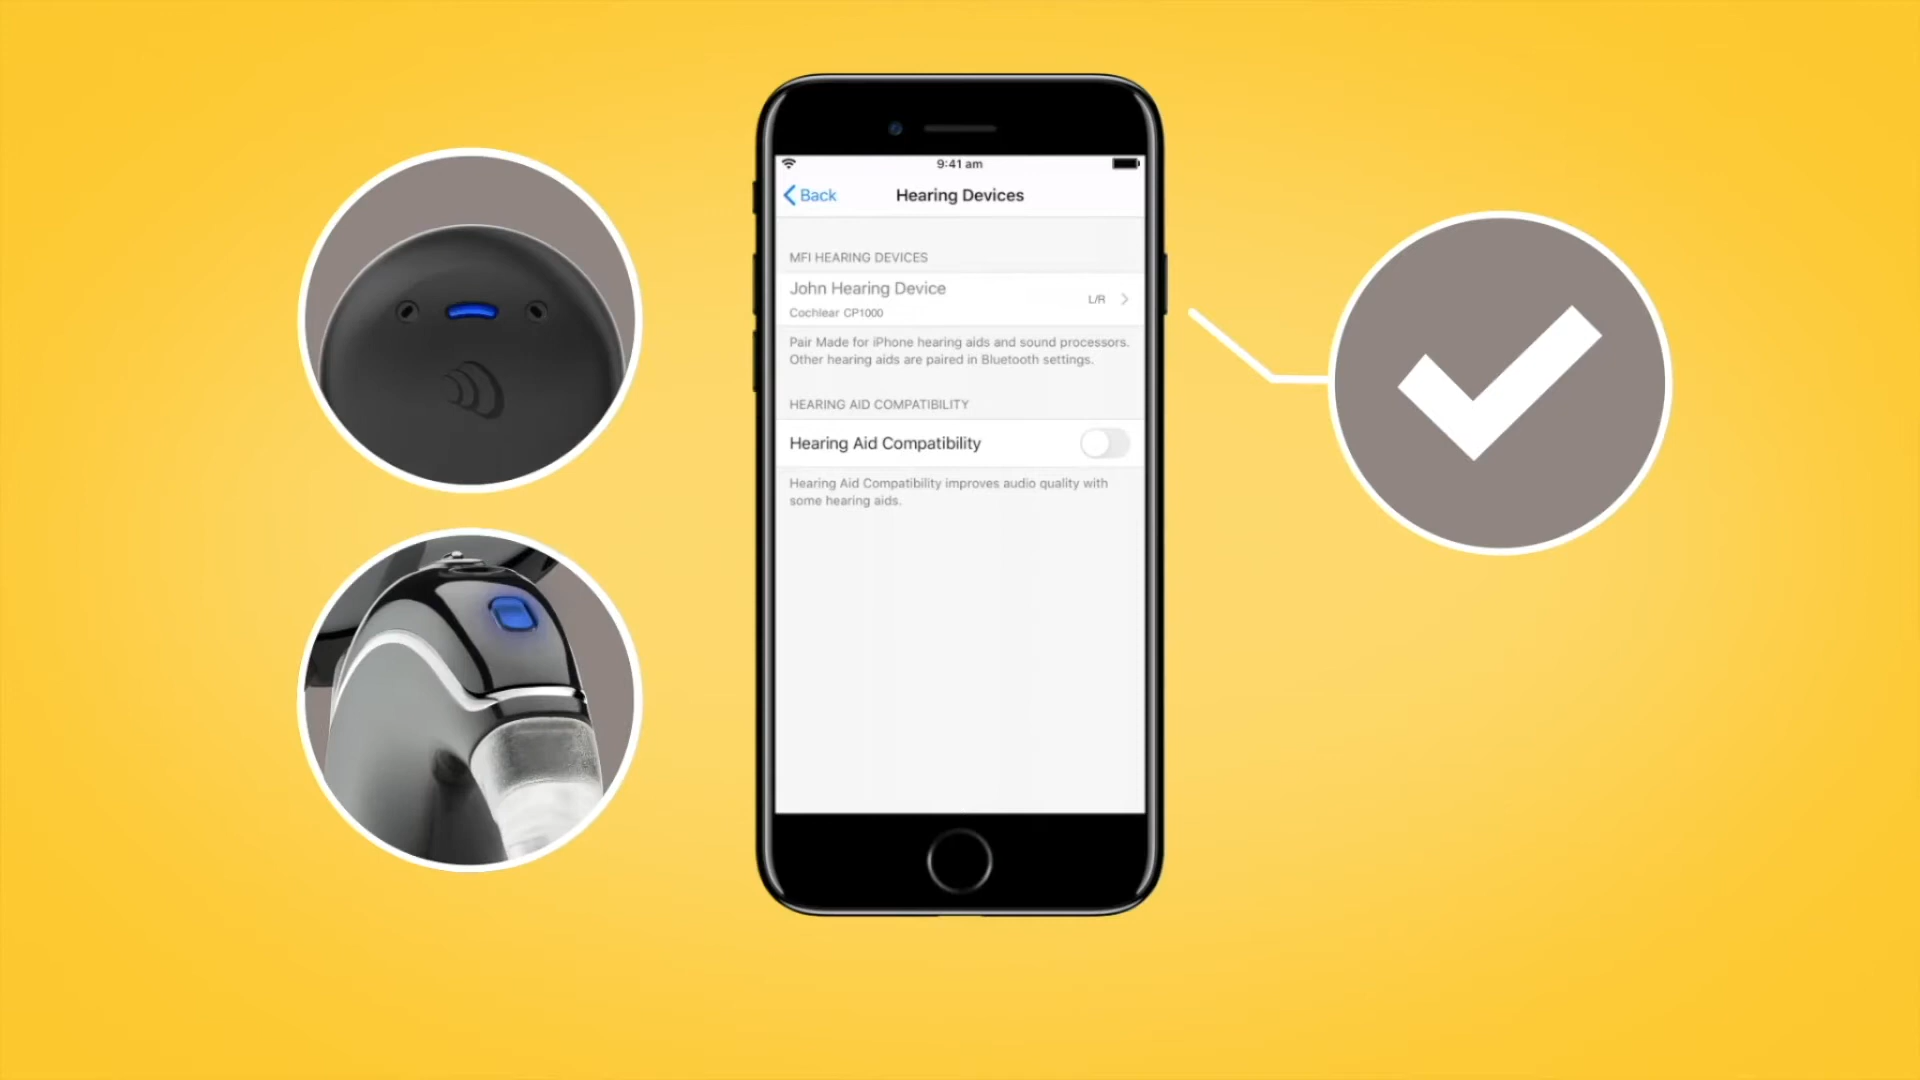 9:41 am
Back
Hearing Devices
MFI HEARING DEVICES
John Hearing Device
L/R
Cochlear CP1000
Pair Made for iPhone hearing aids and sound processors.
Other hearing aids are paired in Bluetooth settings.
HEARING AID COMPATIBILITY
Hearing Aid Compatibility
Hearing Aid Compatibility improves audio quality with
some hearing aids.